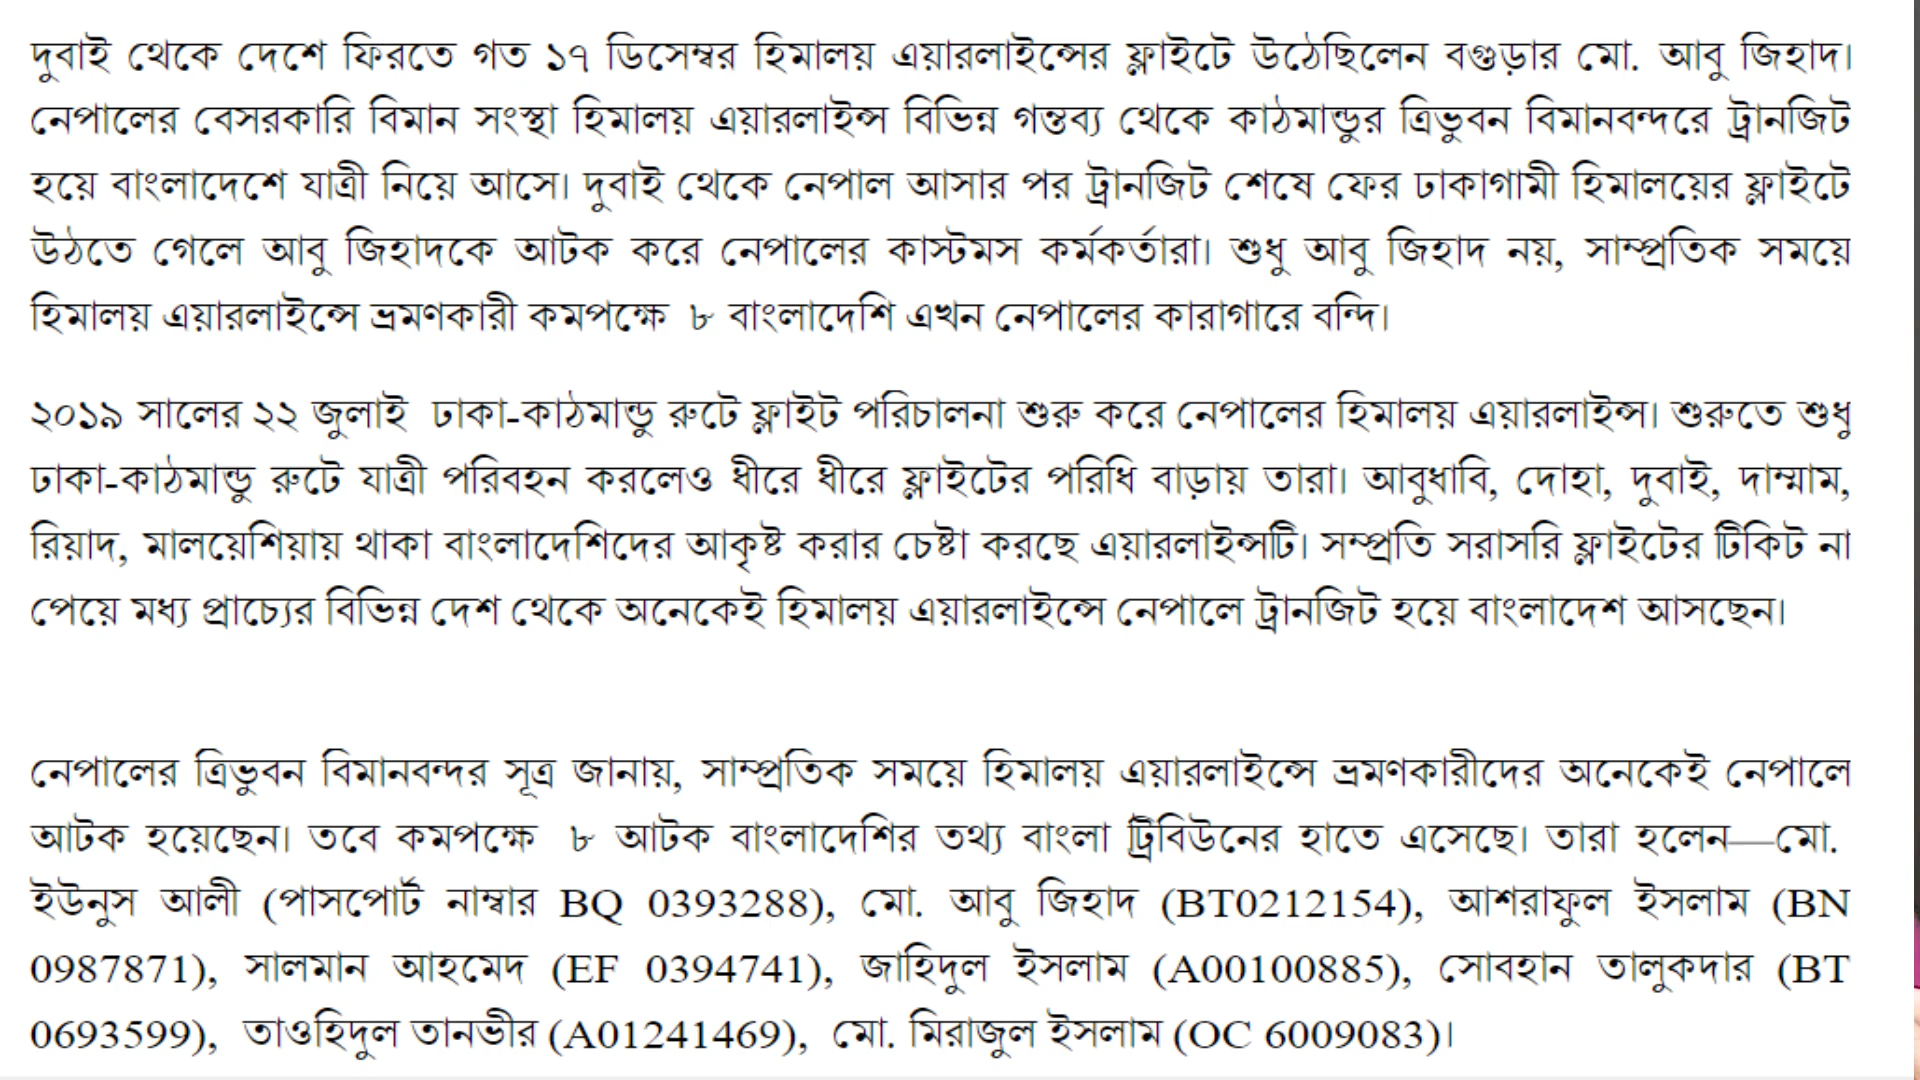 দুবাই থেকে দেশে ফিরতে গত ১৭ ডিসেম্বর হিমালয় এয়ারলাইন্সের ফ্লাইটে উঠেছিলেন বগুড়ার মো. আবু জিহাদ।
নেপালের বেসরকারি বিমান সংস্থা হিমালয় এয়ারলাইন্স বিভিন্ন গন্তব্য থেকে কাঠমান্ডুর ত্রিভুবন বিমানবন্দরে ট্রানজিট
হয়ে বাংলাদেশে যাত্রী নিয়ে আসে। দুবাই থেকে নেপাল আসার পর ট্রানজিট শেষে ফের ঢাকাগামী হিমালয়ের ফ্লাইটে
উঠতে গেলে আবু জিহাদকে আটক করে নেপালের কাস্টমস কর্মকর্তারা। শুধু আবু জিহাদ নয়, সাম্প্রতিক সময়ে
হিমালয় এয়ারলাইন্সে ভ্রমণকারী কমপক্ষে ৮ বাংলাদেশি এখন নেপালের কারাগারে বন্দি।
২০১৯ সালের ২২ জুলাই ঢাকা-কাঠমান্ডু রুটে ফ্লাইট পরিচালনা শুরু করে নেপালের হিমালয় এয়ারলাইন্স। শুরুতে শুধু
ঢাকা-কাঠমান্ডু রুটে যাত্রী পরিবহন করলেও ধীরে ধীরে ফ্লাইটের পরিধি বাড়ায় তারা। আবুধাবি, দোহা, দুবাই, দাম্মাম,
রিয়াদ, মালয়েশিয়ায় থাকা বাংলাদেশিদের আকৃষ্ট করার চেষ্টা করছে এয়ারলাইন্সটি। সম্প্রতি সরাসরি ফ্লাইটের টিকিট না
পেয়ে মধ্য প্রাচ্যের বিভিন্ন দেশ থেকে অনেকেই হিমালয় এয়ারলাইন্সে নেপালে ট্রানজিট হয়ে বাংলাদেশ আসছেন।
নেপালের ত্রিভুবন বিমানবন্দর সূত্র জানায়, সাম্প্রতিক সময়ে হিমালয় এয়ারলাইন্সে ভ্রমণকারীদের অনেকেই নেপালে
আটক হয়েছেন। তবে কমপক্ষে ৮ আটক বাংলাদেশির তথ্য বাংলা ট্রিবিউনের হাতে এসেছে। তারা হলেন—মো.
ইউনুস আলী (পাসপোর্ট নাম্বার BQ 0393288), মো. আবু জিহাদ (BT0212154), আশরাফুল ইসলাম (BN
0987871), সালমান আহমেদ (EF 0394741), জাহিদুল ইসলাম (A00100885), সোবহান তালুকদার (BT
0693599), তাওহিদুল তানভীর (A01241469), মো. মিরাজুল ইসলাম (OC 6009083)।